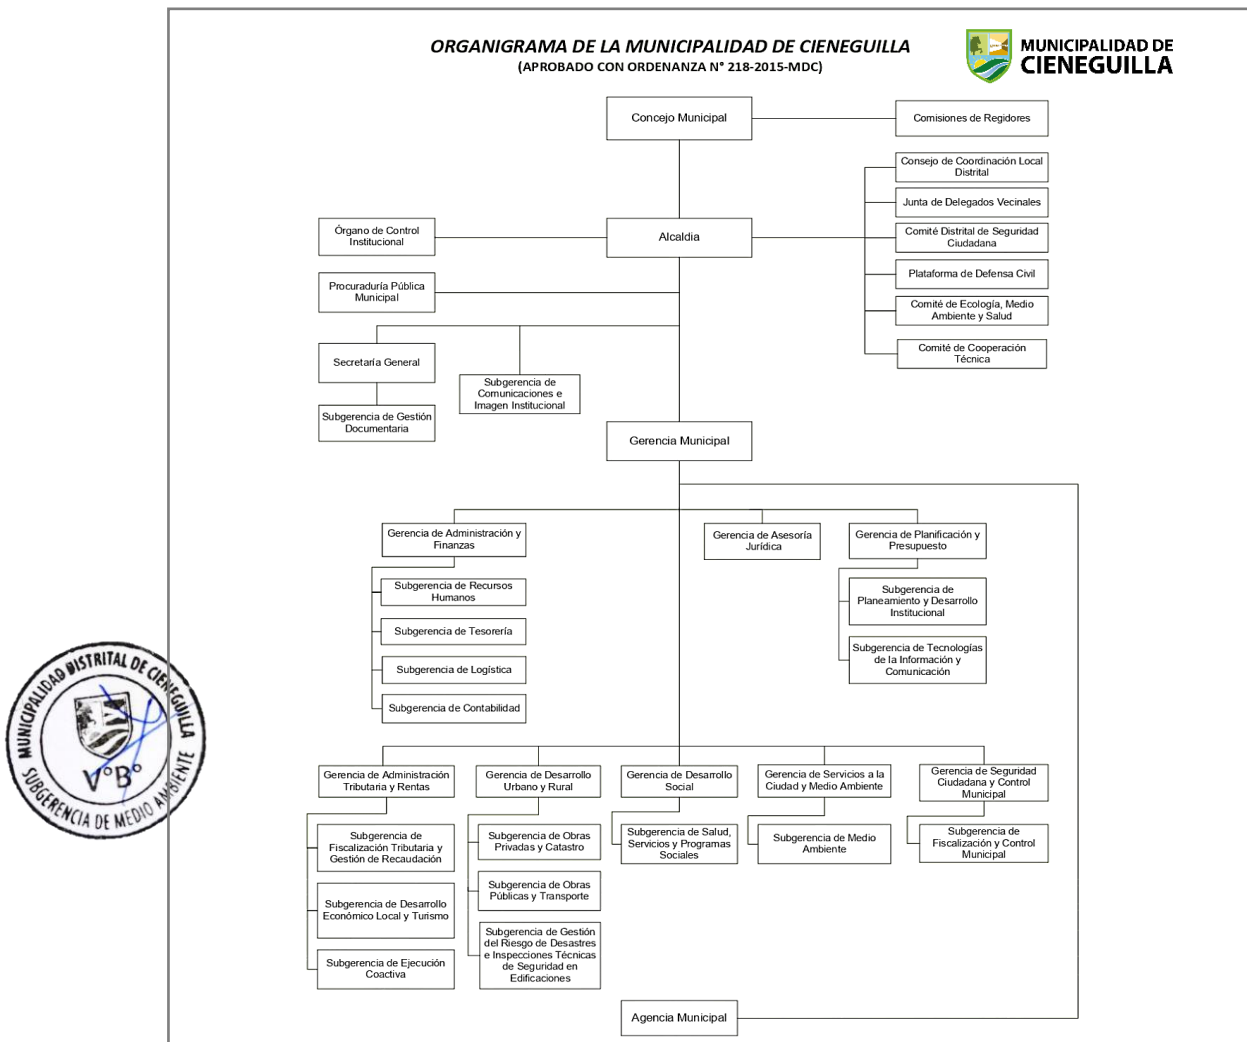 ORGANIGRAMA DE LA MUNICIPALIDAD DE CIENEGUILLA
(APROBADO CON ORDENANZA N° 218-2015-MDC)
MUNICIPALIDAD DE
CIENEGUILLA
Concejo Municipal
Comisiones de Regidores
Consejo de Coordinación Local
Distrital
Junta de Delegados Vecinales
Órgano de Control
Institucional
Alcaldia
Comité Distrital de Seguridad
Ciudadana
Procuraduría Pública
Municipal
Plataforma de Defensa Civil
Comité de Ecología, Medio
Ambiente y Salud
Comité de Cooperación
Técnica
Secretaría General
Subgerencia de
Comunicaciones e
Imagen Institucional
Subgerencia de Gestión
Documentaria
Gerencia Municipal
Gerencia de Administración y
Finanzas
Gerencia de Asesoría
Jurídica
Gerencia de Planificación y
Presupuesto
Subgerencia de Recursos
Humanos
Subgerencia de Tesorería
Subgerencia de Logística
Subgerencia de Contabilidad
Subgerencia de
Planeamiento y Desarrollo
Institucional
Subgerencia de Tecnologías
de la Información y
Comunicación
MUNICIPALIDAD DISTRITAL DE CIENEGUILLA
V°B°
SUBGERENCIA DE MEDIO AMBIENTE
Gerencia de Administración
Tributaria y Rentas
Gerencia de Desarrollo
Urbano y Rural
Gerencia de Desarrollo
Social
Gerencia de Servicios a la
Ciudad y Medio Ambiente
Gerencia de Seguridad
Ciudadana y Control
Municipal
Subgerencia de
Fiscalización Tributaria y
Gestión de Recaudación
Subgerencia de Obras
Privadas y Catastro
Subgerencia de Salud,
Servicios y Programas
Sociales
Subgerencia de Medio
Ambiente
Subgerencia de
Fiscalización y Control
Municipal
Subgerencia de Desarrollo
Económico Local y Turismo
Subgerencia de Obras
Públicas y Transporte
Subgerencia de Ejecución
Coactiva
Subgerencia de Gestión
del Riesgo de Desastres
e Inspecciones Técnicas
de Seguridad en
Edificaciones
Agencia Municipal